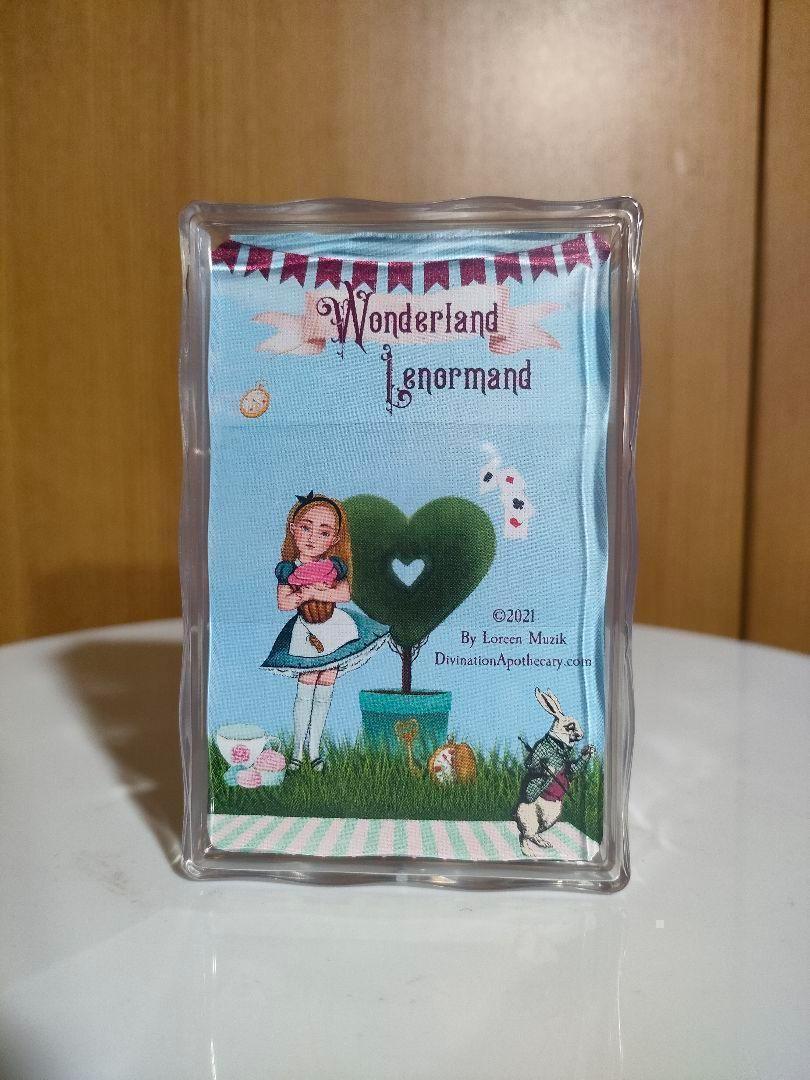 Wonderland
Lenormand
©2021
By Loreen Muzik
DivinationApothecary.com